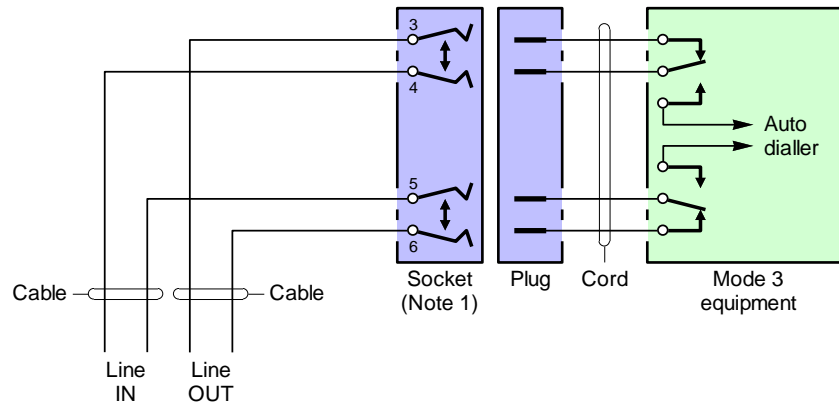 3
4
5
6
Auto
dialler
Socket
(Note 1)
Plug
Cord
Mode 3
equipment
Cable
Cable
Line
IN
Line
OUT